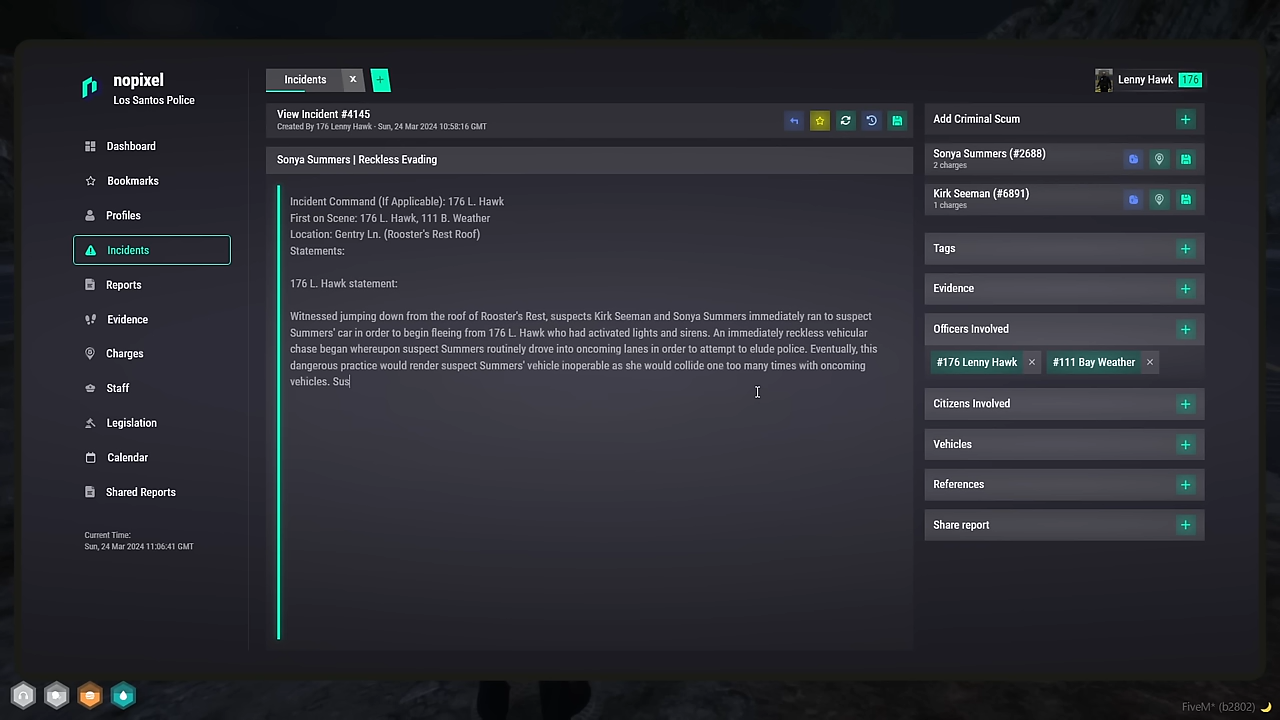 nopixel
Los Santos Police
Dashboard
Bookmarks
Profiles
Incidents
Reports
Evidence
Charges
Staff
Legislation
Calendar
Shared Reports
Current Time:
Sun, 24 Mar 2024 11:06:41 GMT
Incidents x +
View Incident #4145
Created By 176 Lenny Hawk - Sun, 24 Mar 2024 10:58:16 GMT
Sonya Summers | Reckless Evading
Incident Command (If Applicable): 176 L. Hawk
First on Scene: 176 L. Hawk, 111 B. Weather
Location: Gentry Ln. (Rooster's Rest Roof)
Statements:
176 L. Hawk statement:
Witnessed jumping down from the roof of Rooster's Rest, suspects Kirk Seeman and Sonya Summers immediately ran to suspect
Summers' car in order to begin fleeing from 176 L. Hawk who had activated lights and sirens. An immediately reckless vehicular
chase began whereupon suspect Summers routinely drove into oncoming lanes in order to attempt to elude police. Eventually, this
dangerous practice would render suspect Summers' vehicle inoperable as she would collide one too many times with oncoming
vehicles. Sus
Lenny Hawk 176
Add Criminal Scum +
Sonya Summers (#2688)
2 charges
Kirk Seeman (#6891)
1 charges
Tags +
Evidence +
Officers Involved +
#176 Lenny Hawk × #111 Bay Weather ×
Citizens Involved +
Vehicles +
References +
Share report +
FiveM* (b2802)